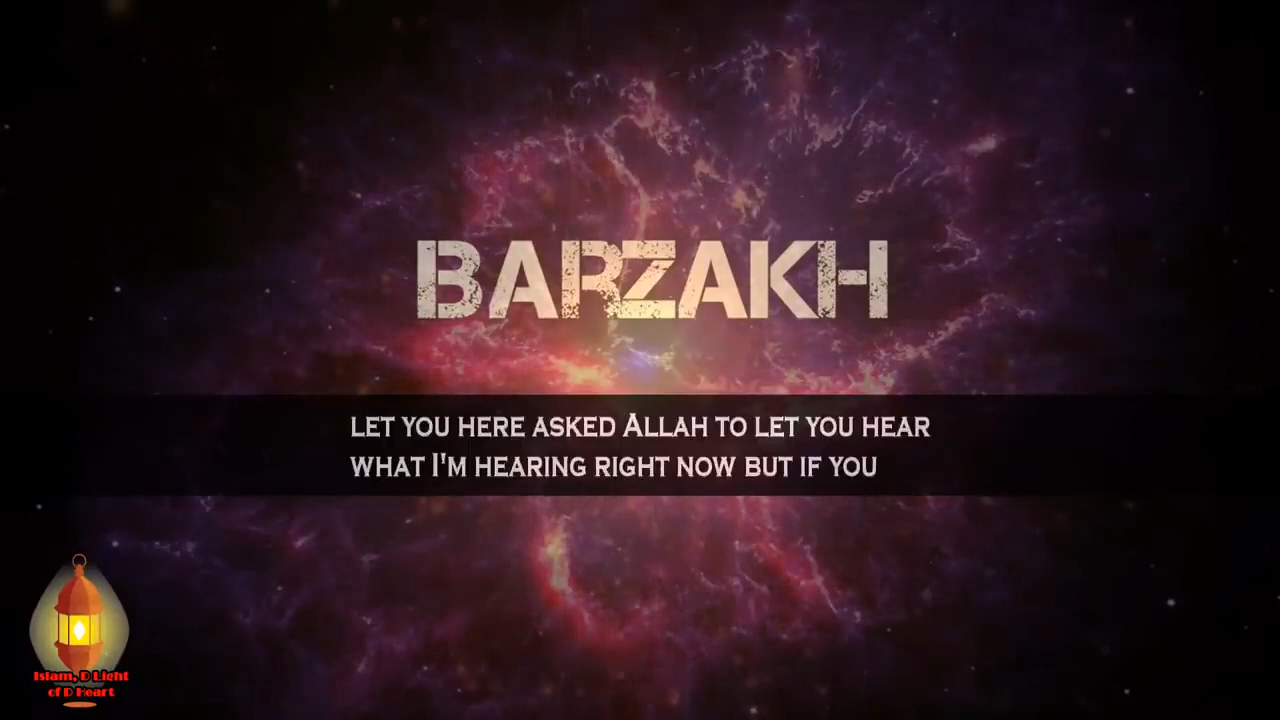 BARZAKH
LET YOU HERE ASKED ALLAH TO LET YOU HEAR
WHAT I'M HEARING RIGHT NOW BUT IF YOU
Islam, D Light
of D Heart